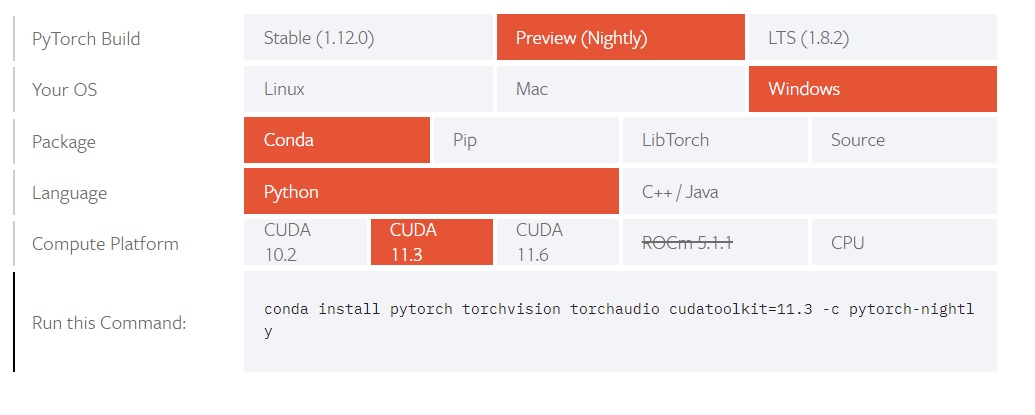 PyTorch Build
Stable (1.12.0)
Preview (Nightly)
LTS (1.8.2)
Your OS
Linux
Mac
Windows
Package
Conda
Pip
LibTorch
Source
Language
Python
C++ / Java
Compute Platform
CUDA
10.2
CUDA
11.3
CUDA
11.6
ROCm 5.1.1
CPU
Run this Command:
conda install pytorch torchvision torchaudio cudatoolkit=11.3 -c pytorch-nightl
y